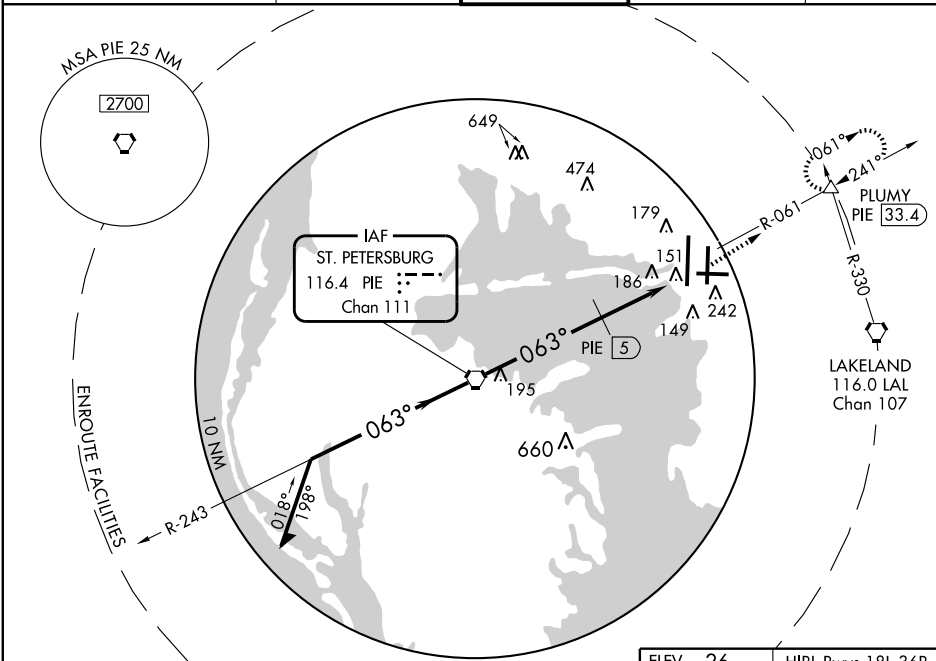 MSA PIE 25 NM
2700
649
474
179
151
186
149
242
061°
241°
PLUMY
PIE 33.4
R-061
R-330
LAKELAND
116.0 LAL
Chan 107
IAF
ST. PETERSBURG
116.4 PIE
Chan 111
063°
PIE 5
195
063°
660
10 NM
018°
198°
R-243
ENROUTE FACILITIES
ELEV 26
HIRL Rwys 18L-36R